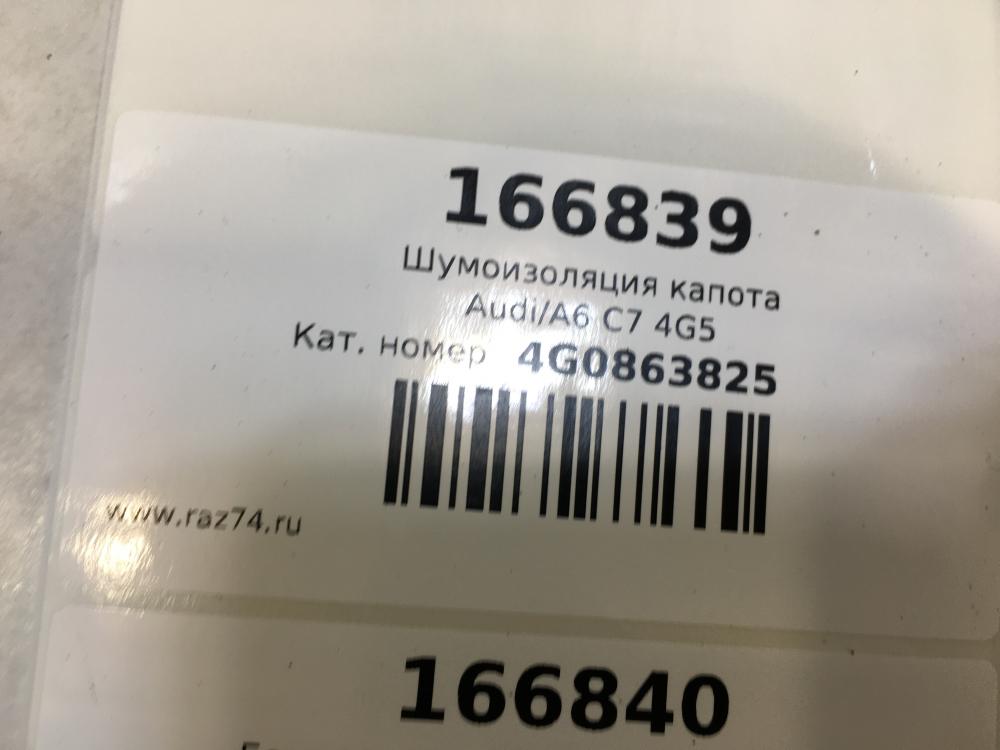 166839
Шумоизоляция капота
Audi/A6 C7 4G5
Кат. номер 4G0863825
www.raz74.ru
166840